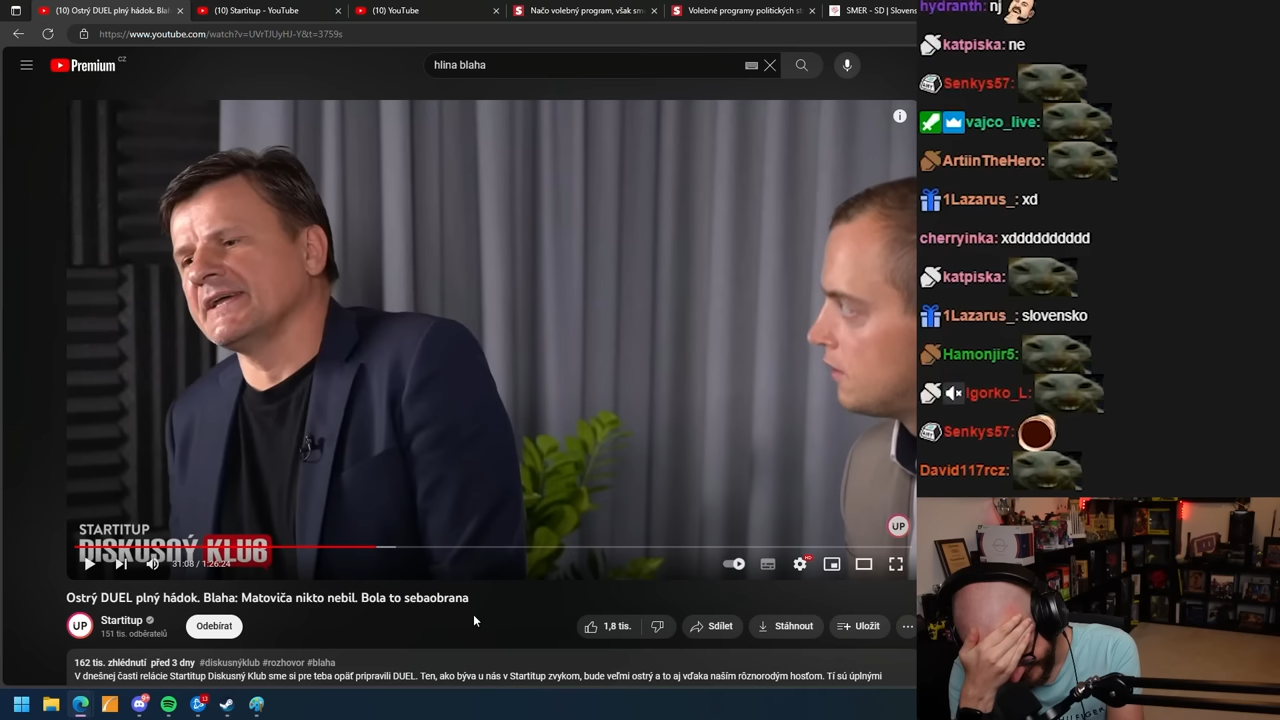 (10) Ostrý DUEL plný hádok. Blah
(10) Startitup - YouTube
(10) YouTube
Načo volebný program, však sm
Volebné programy politických s
SMER - SD | Slovens
https://www.youtube.com/watch?v=UVrTJUyHJ-Y&t=3759s
Premium CZ
hlina blaha
STARTITUP
DISKUSNÝ KLUB
UP
31:08 / 1:26:24
HD
Ostrý DUEL plný hádok. Blaha: Matoviča nikto nebil. Bola to sebaobrana
UP
Startitup
151 tis. odběratelů
Odebírat
1,8 tis.
Sdílet
Stáhnout
Uložit
162 tis. zhlédnutí před 3 dny #diskusnýklub #rozhovor #blaha
V dnešnej časti relácie Startitup Diskusný Klub sme si pre teba opäť pripravili DUEL. Ten, ako býva u nás v Startitup zvykom, bude veľmi ostrý a to aj vďaka našim rôznorodým hosťom. Tí sú úplnými
hydranth: nj
katpiska: ne
Senkys57:
vajco_live:
ArtiinTheHero:
1Lazarus_: xd
cherryinka: xdddddddddd
katpiska:
1Lazarus_: slovensko
Hamonjir5:
Igorko_L:
Senkys57:
David117rcz: